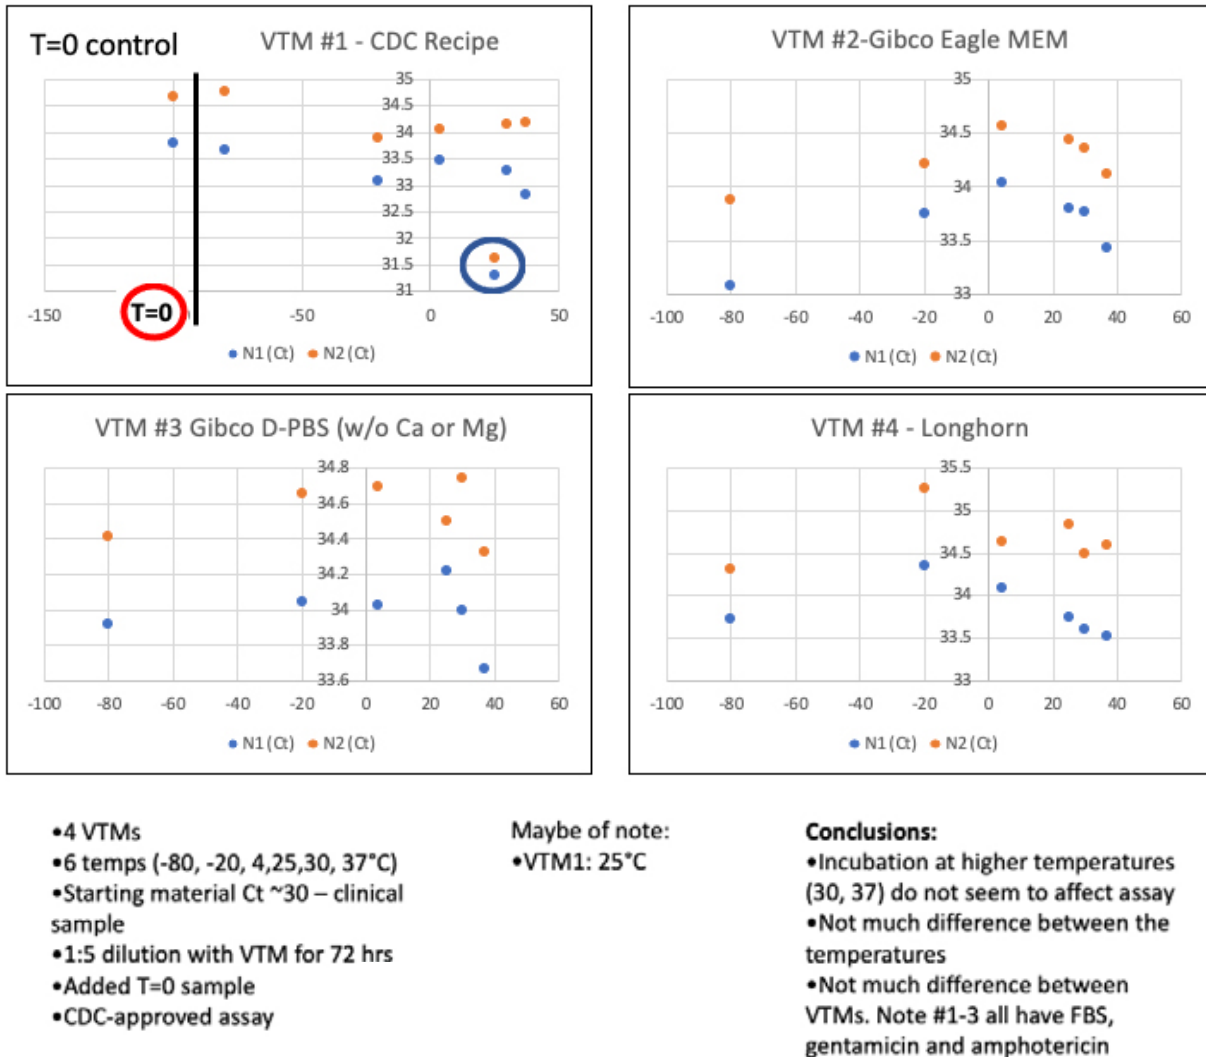 T=0 control
VTM #1 - CDC Recipe
35
34.5
34
33.5
33
32.5
32
31.5
31
-150
T=0
-50
0
50
N1 (Ct) N2 (Ct)
VTM #2-Gibco Eagle MEM
35
34.5
34
33.5
33
-100 -80 -60 -40 -20 0 20 40 60
N1 (Ct) N2 (Ct)
VTM #3 Gibco D-PBS (w/o Ca or Mg)
34.8
34.6
34.4
34.2
34
33.8
33.6
-100 -80 -60 -40 -20 0 20 40 60
N1 (Ct) N2 (Ct)
VTM #4 - Longhorn
35.5
35
34.5
34
33.5
33
-100 -80 -60 -40 -20 0 20 40 60
N1 (Ct) N2 (Ct)
•4 VTMs
•6 temps (-80, -20, 4,25,30, 37°C)
•Starting material Ct ~30 – clinical
sample
•1:5 dilution with VTM for 72 hrs
•Added T=0 sample
•CDC-approved assay
Maybe of note:
•VTM1: 25°C
Conclusions:
•Incubation at higher temperatures
(30, 37) do not seem to affect assay
•Not much difference between the
temperatures
•Not much difference between
VTMs. Note #1-3 all have FBS,
gentamicin and amphotericin